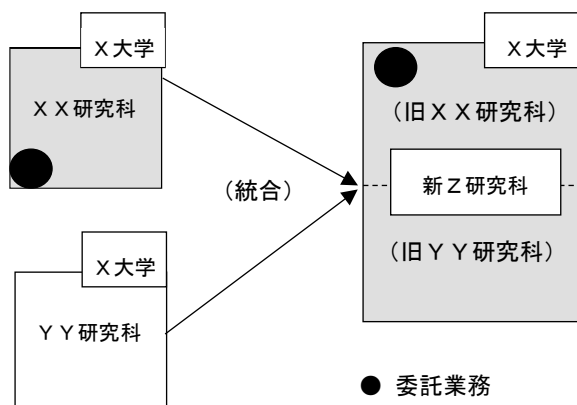 X大学
XX研究科
X大学
YY研究科
(統合)
X大学
(旧XX研究科)
新Z研究科
(旧YY研究科)
● 委託業務